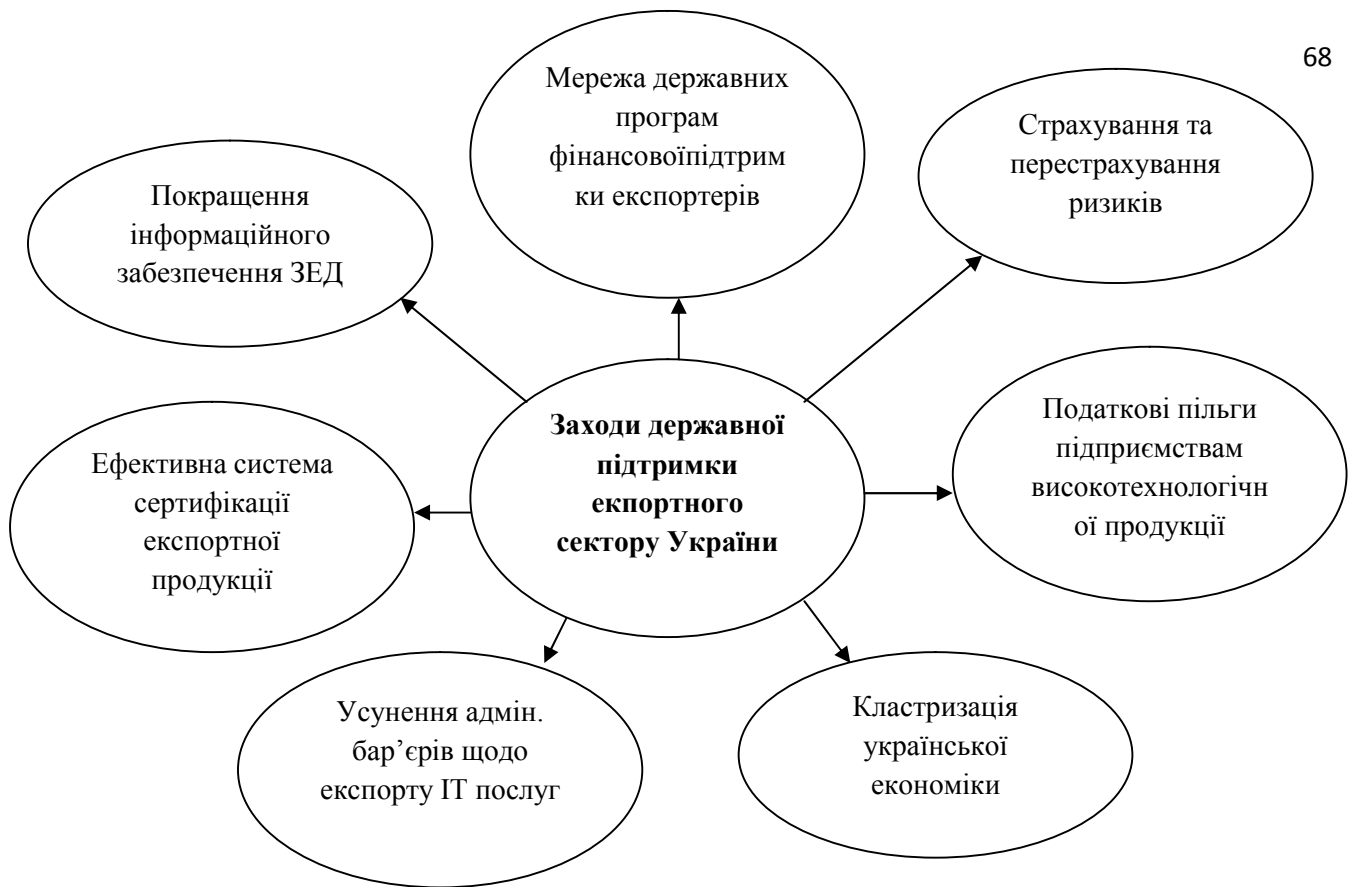 68
Мережа державних
програм
фінансовоїпідтрим
ки експортерів
Страхування та
перестрахування
ризиків
Покращення
інформаційного
забезпечення ЗЕД
Заходи державної
підтримки
екпортного
сектору України
Податкові пільги
підприємствам
високотехнологічн
ої продукції
Ефективна система
сертифікації
експортної
продукції
Усунення адмін.
бар’єрів щодо
експорту ІТ послуг
Кластризація
української
економіки